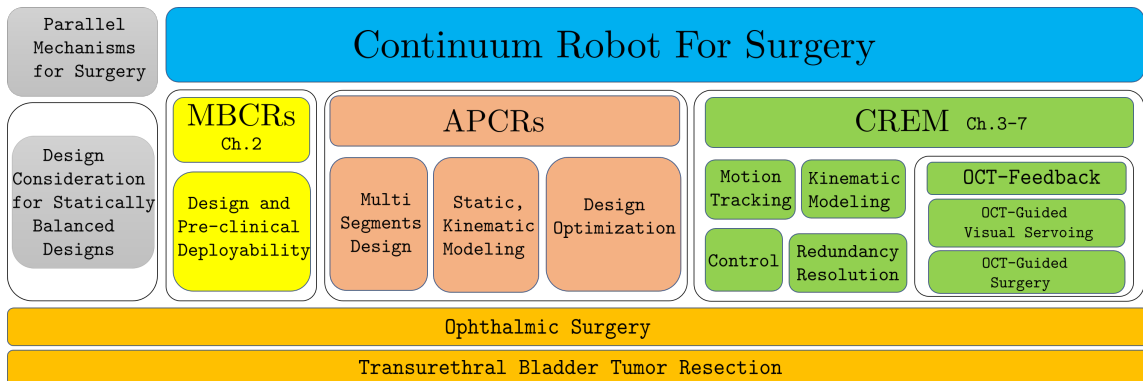 Parallel
Mechanisms
for Surgery
Continuum Robot For Surgery
Design
Consideration
for Statically
Balanced
Designs
MBCRs
Ch.2
Design and
Pre-clinical
Deployability
APCRs
Multi
Segments
Design
Static,
Kinematic
Modeling
Design
Optimization
CREM Ch.3-7
Motion
Tracking
Kinematic
Modeling
Control
Redundancy
Resolution
OCT-Feedback
OCT-Guided
Visual Servoing
OCT-Guided
Surgery
Ophthalmic Surgery
Transurethral Bladder Tumor Resection